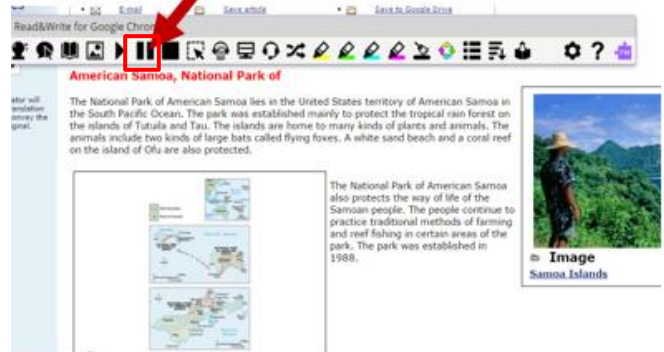 E-mail
Save article
Save to Google Drive
Read&Write for Google Chrom
American Samoa, National Park of
The National Park of American Samoa lies in the United States territory of American Samoa in
the South Pacific Ocean. The park was established mainly to protect the tropical rain forest on
the islands of Tutuila and Tau. The islands are home to many kinds of plants and animals. The
animals include two kinds of large bats called flying foxes. A white sand beach and a coral reef
on the island of Ofu are also protected.
The National Park of American Samoa
also protects the way of life of the
Samoan people. The people continue to
practice traditional methods of farming
and reef fishing in certain areas of the
park. The park was established in
1988.
Image
Samoa Islands